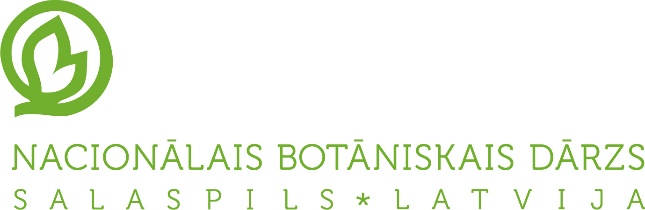 NACIONĀLAIS BOTĀNISKAIS DĀRZS
SALASPILS * LATVIJA